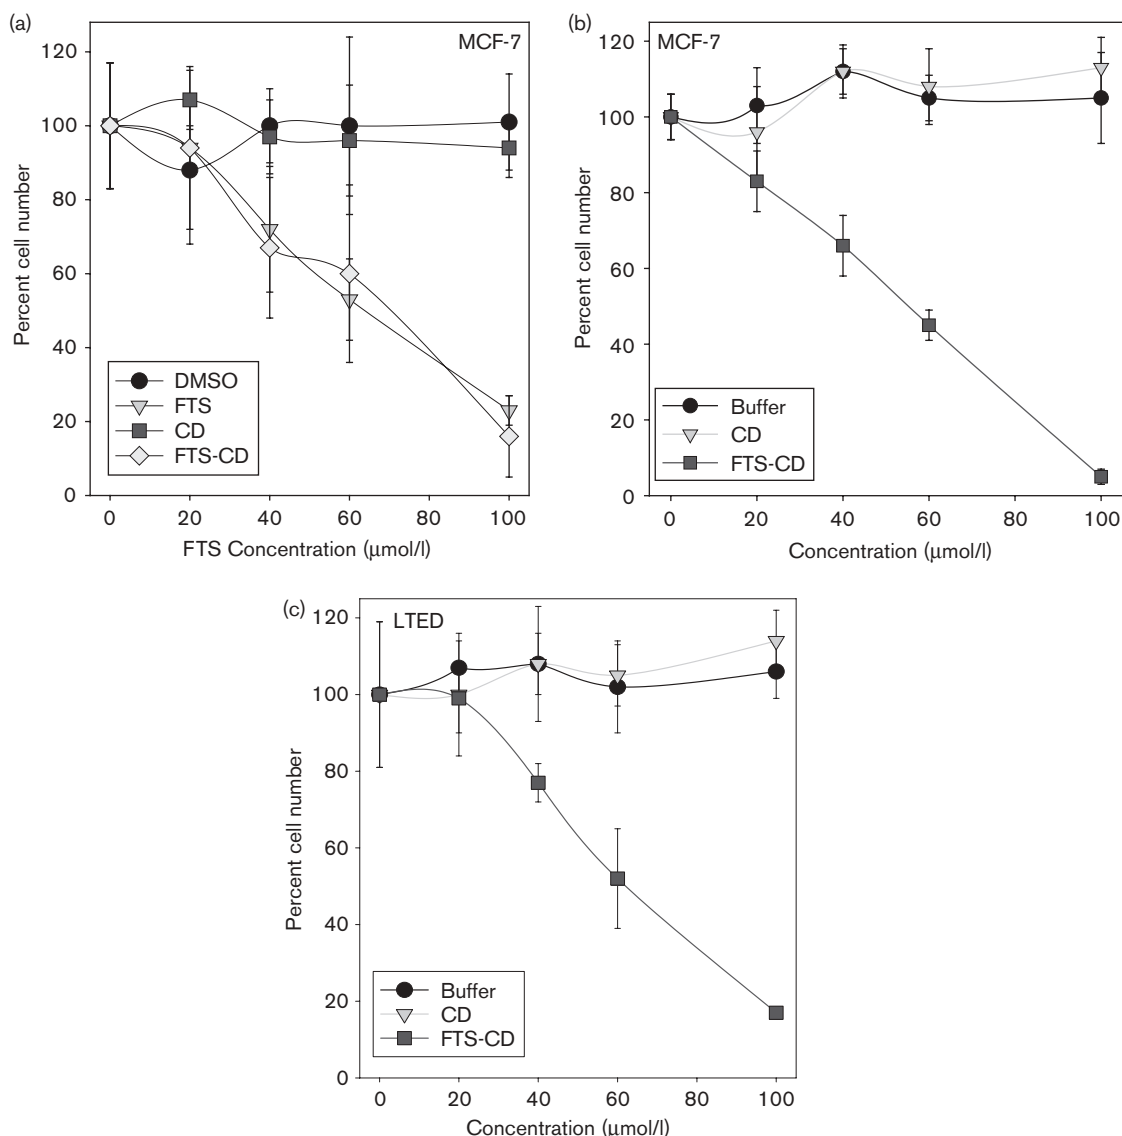 (a)
MCF-7
120
100
80
60
40
20
0
Percent cell number
DMSO
FTS
CD
FTS-CD
0 20 40 60 80 100
FTS Concentration (μmol/l)
(b)
MCF-7
120
100
80
60
40
20
0
Percent cell number
Buffer
CD
FTS-CD
0 20 40 60 80 100
Concentration (μmol/l)
(c)
LTED
120
100
80
60
40
20
0
Percent cell number
Buffer
CD
FTS-CD
0 20 40 60 80 100
Concentration (μmol/l)